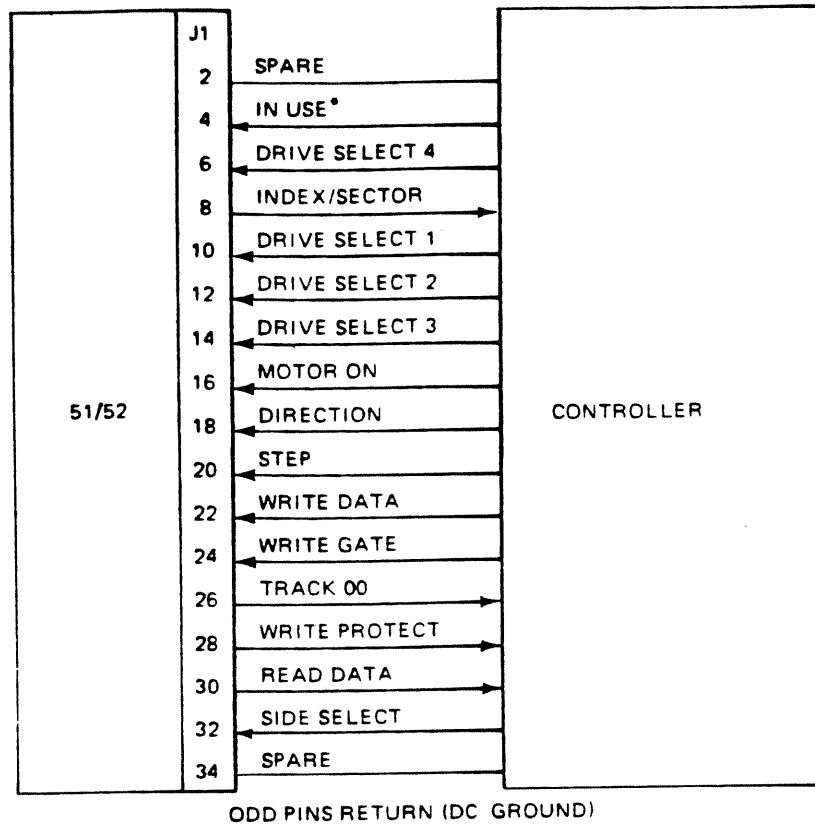 J1
2 SPARE
4 IN USE*
6 DRIVE SELECT 4
8 INDEX/SECTOR
10 DRIVE SELECT 1
12 DRIVE SELECT 2
14 DRIVE SELECT 3
16 MOTOR ON
51/52
18 DIRECTION
CONTROLLER
20 STEP
22 WRITE DATA
24 WRITE GATE
26 TRACK 00
28 WRITE PROTECT
30 READ DATA
32 SIDE SELECT
34 SPARE
ODD PINS RETURN (DC GROUND)